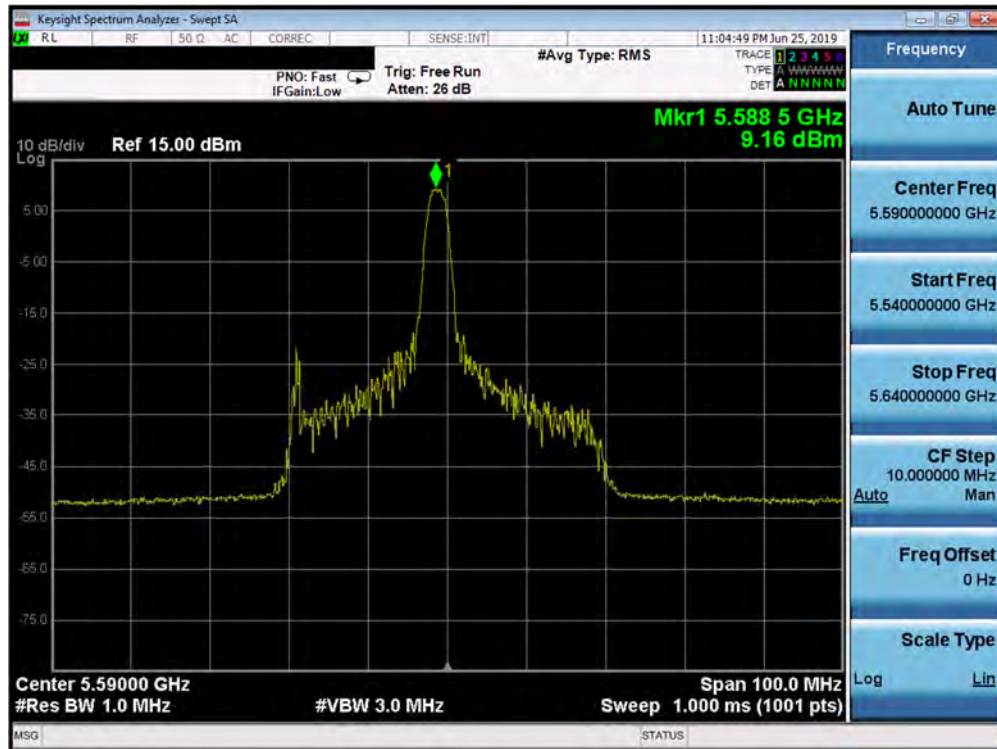 Keysight Spectrum Analyzer - Swept SA
LXI RL RF 50 Ω AC CORREC SENSE:INT 11:04:49 PM Jun 25, 2019
#Avg Type: RMS
TRACE 1 2 3 4 5 6
PNO: Fast Trig: Free Run
TYPE A WWWWW
IFGain:Low Atten: 26 dB
DET A N N N N N
Mkr1 5.588 5 GHz
9.16 dBm
10 dB/div Ref 15.00 dBm
Log
1
5.00
-5.00
-15.0
-25.0
-35.0
-45.0
-55.0
-65.0
-75.0
Center 5.59000 GHz Span 100.0 MHz
#Res BW 1.0 MHz #VBW 3.0 MHz Sweep 1.000 ms (1001 pts)
MSG STATUS
Frequency
Auto Tune
Center Freq
5.590000000 GHz
Start Freq
5.540000000 GHz
Stop Freq
5.640000000 GHz
CF Step
10.000000 MHz
Auto Man
Freq Offset
0 Hz
Scale Type
Log Lin